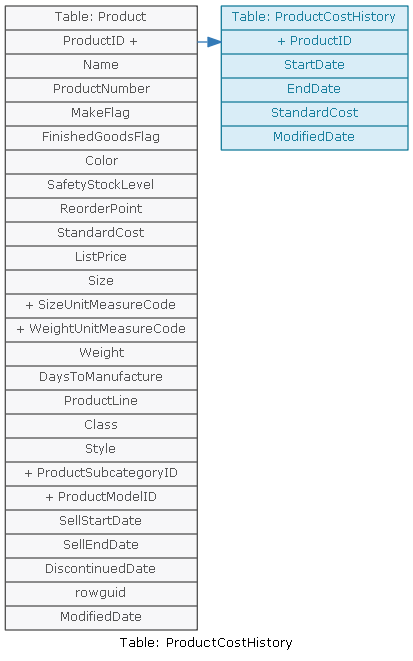 Table: Product
ProductID +
Name
ProductNumber
MakeFlag
FinishedGoodsFlag
Color
SafetyStockLevel
ReorderPoint
StandardCost
ListPrice
Size
+ SizeUnitMeasureCode
+ WeightUnitMeasureCode
Weight
DaysToManufacture
ProductLine
Class
Style
+ ProductSubcategoryID
+ ProductModelID
SellStartDate
SellEndDate
DiscontinuedDate
rowguid
ModifiedDate
Table: ProductCostHistory
+ ProductID
StartDate
EndDate
StandardCost
ModifiedDate
Table: ProductCostHistory